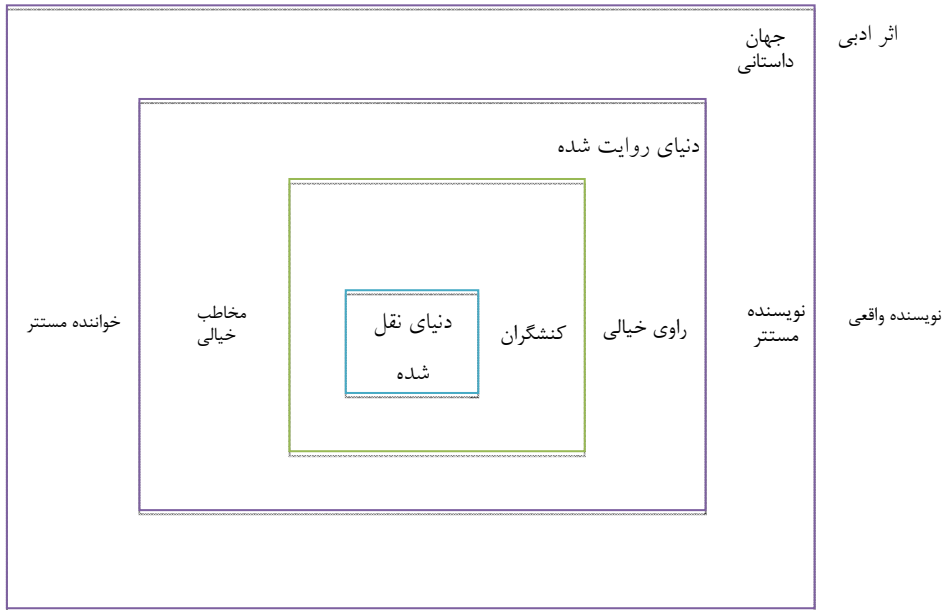 اثر ادبی
جهان
داستانی
دنیای روایت شده
نویسنده واقعی
نویسنده
مستتر
راوی خیالی
کنشگران
دنیای نقل
شده
مخاطب
خیالی
خواننده مستتر